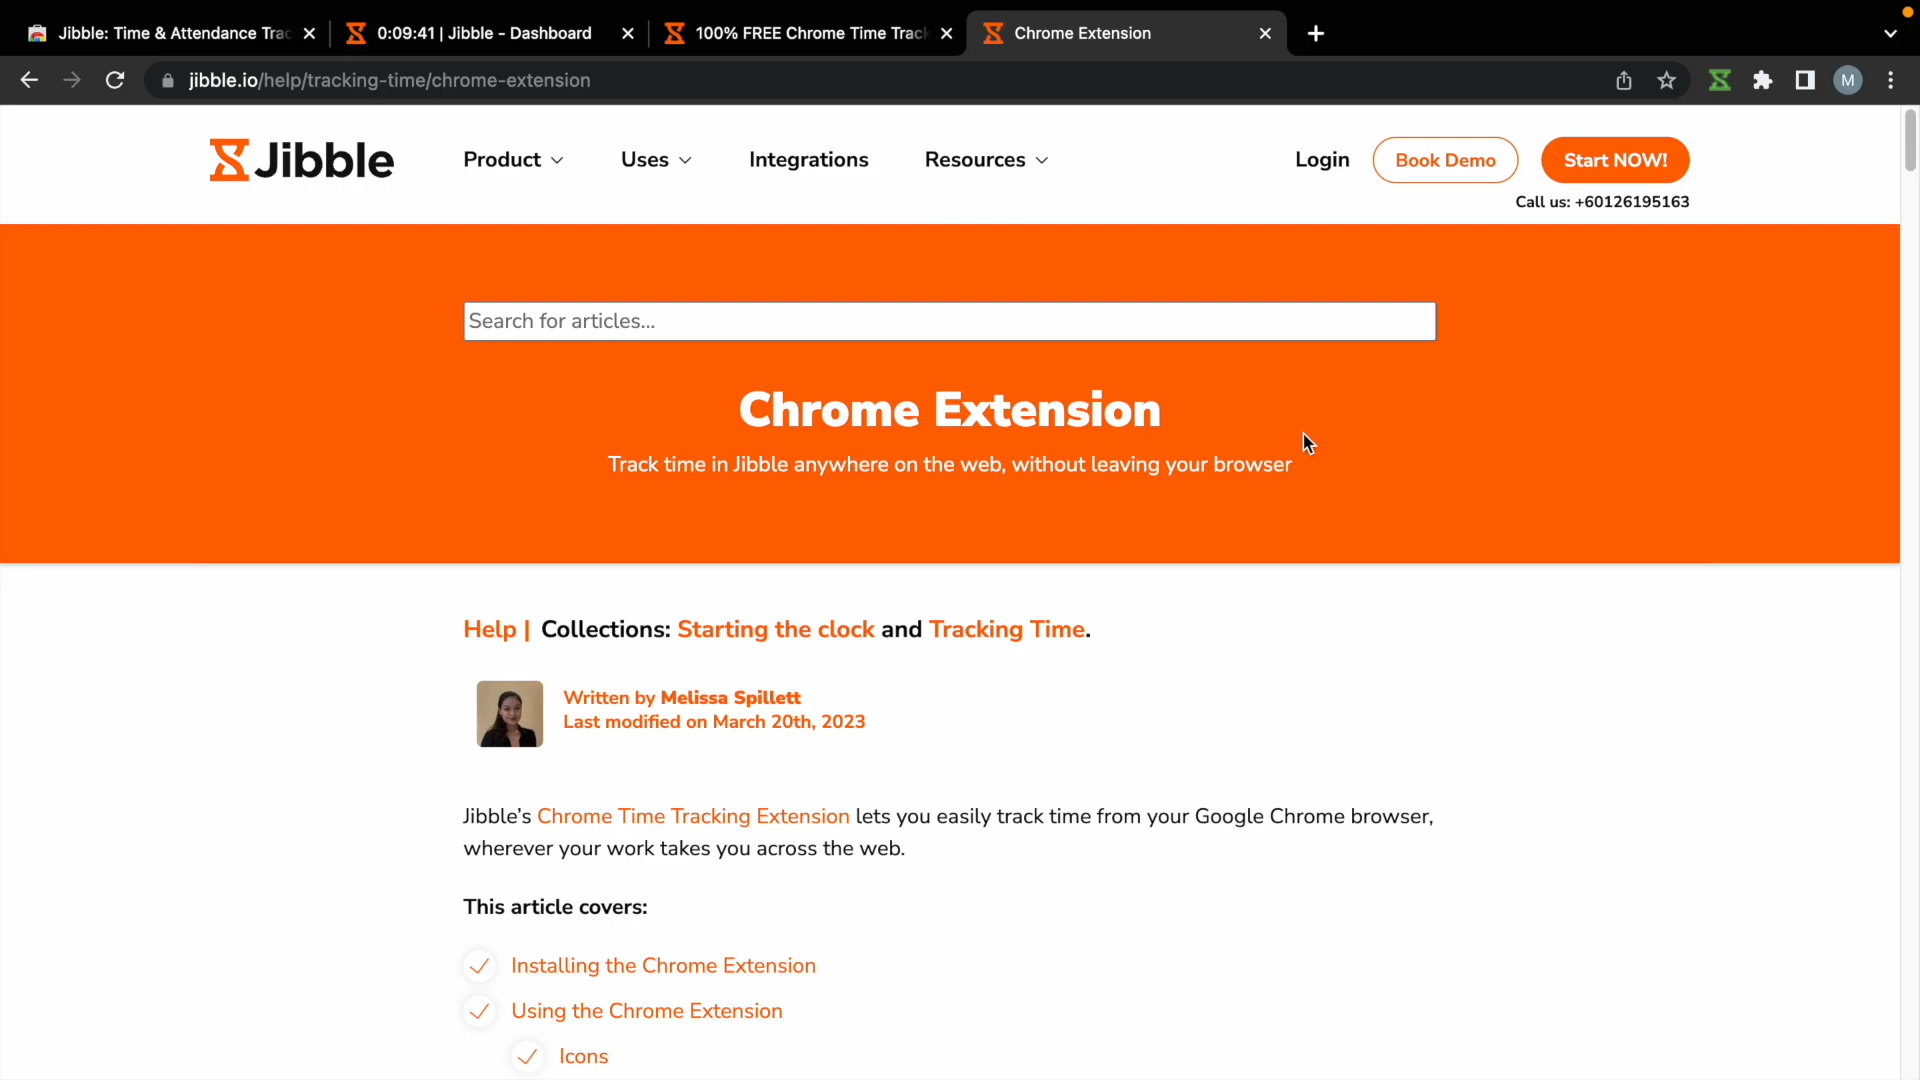 Jibble: Time & Attendance Trac
0:09:41 | Jibble - Dashboard
100% FREE Chrome Time Track
Chrome Extension
jibble.io/help/tracking-time/chrome-extension
M
Jibble
Product
Uses
Integrations
Resources
Login
Book Demo
Start NOW!
Call us: +60126195163
Search for articles...
Chrome Extension
Track time in Jibble anywhere on the web, without leaving your browser
Help | Collections: Starting the clock and Tracking Time.
Written by Melissa Spillett
Last modified on March 20th, 2023
Jibble’s Chrome Time Tracking Extension lets you easily track time from your Google Chrome browser,
wherever your work takes you across the web.
This article covers:
Installing the Chrome Extension
Using the Chrome Extension
Icons